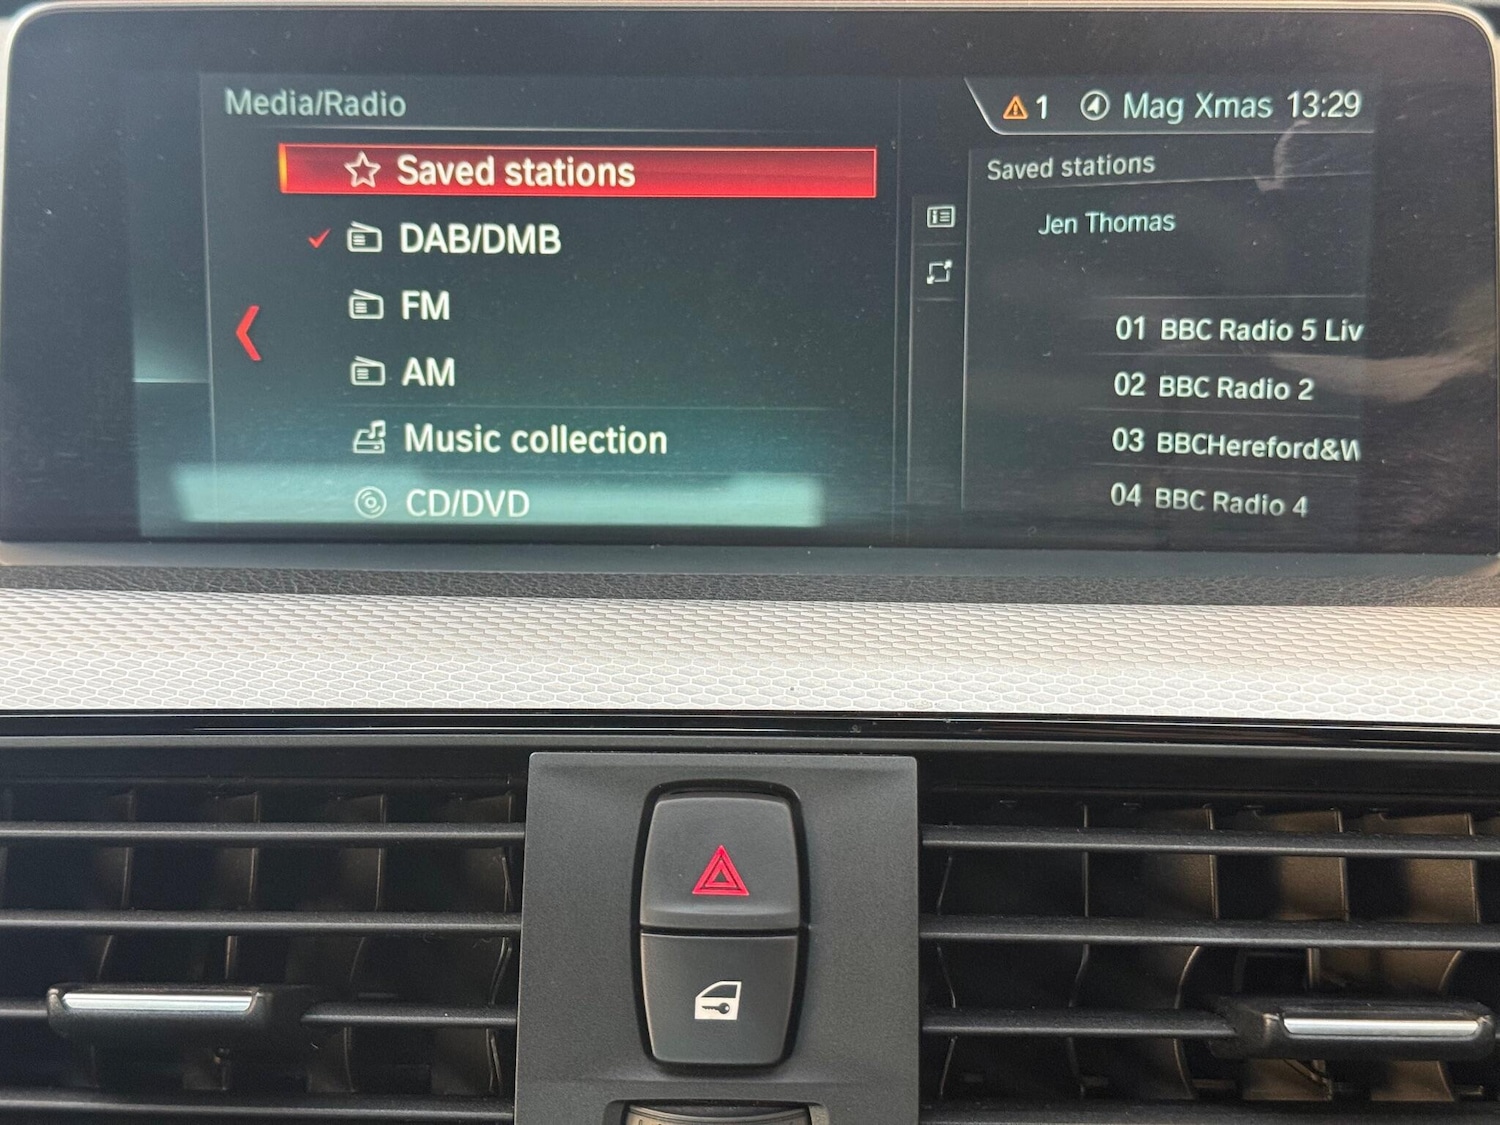 Media/Radio
1 Mag Xmas 13:29
Saved stations
DAB/DMB
FM
AM
Music collection
CD/DVD
Saved stations
Jen Thomas
01 BBC Radio 5 Liv
02 BBC Radio 2
03 BBCHereford&W
04 BBC Radio 4